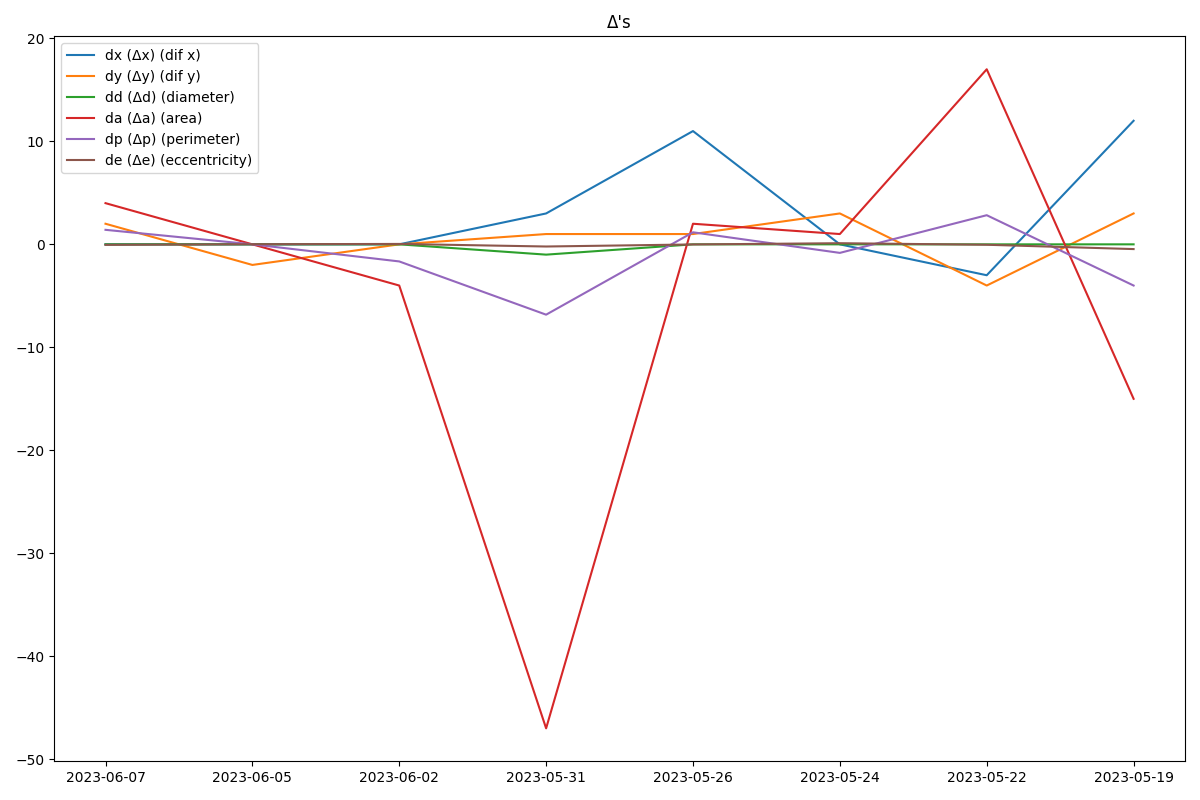 Δ's
dx (Δx) (dif x)
dy (Δy) (dif y)
dd (Δd) (diameter)
da (Δa) (area)
dp (Δp) (perimeter)
de (Δe) (eccentricity)
20
10
0
−10
−20
−30
−40
−50
2023-06-07 2023-06-05 2023-06-02 2023-05-31 2023-05-26 2023-05-24 2023-05-22 2023-05-19